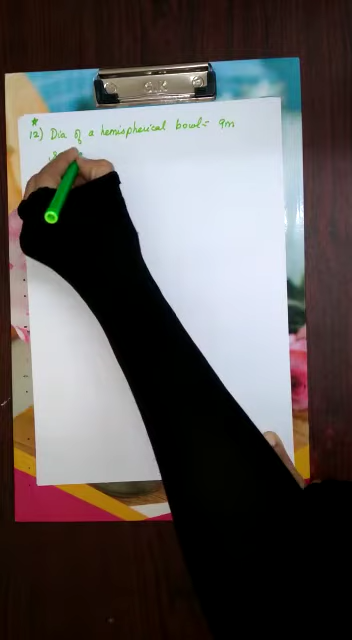 12) Dia of a hemispherical bowl = 9m